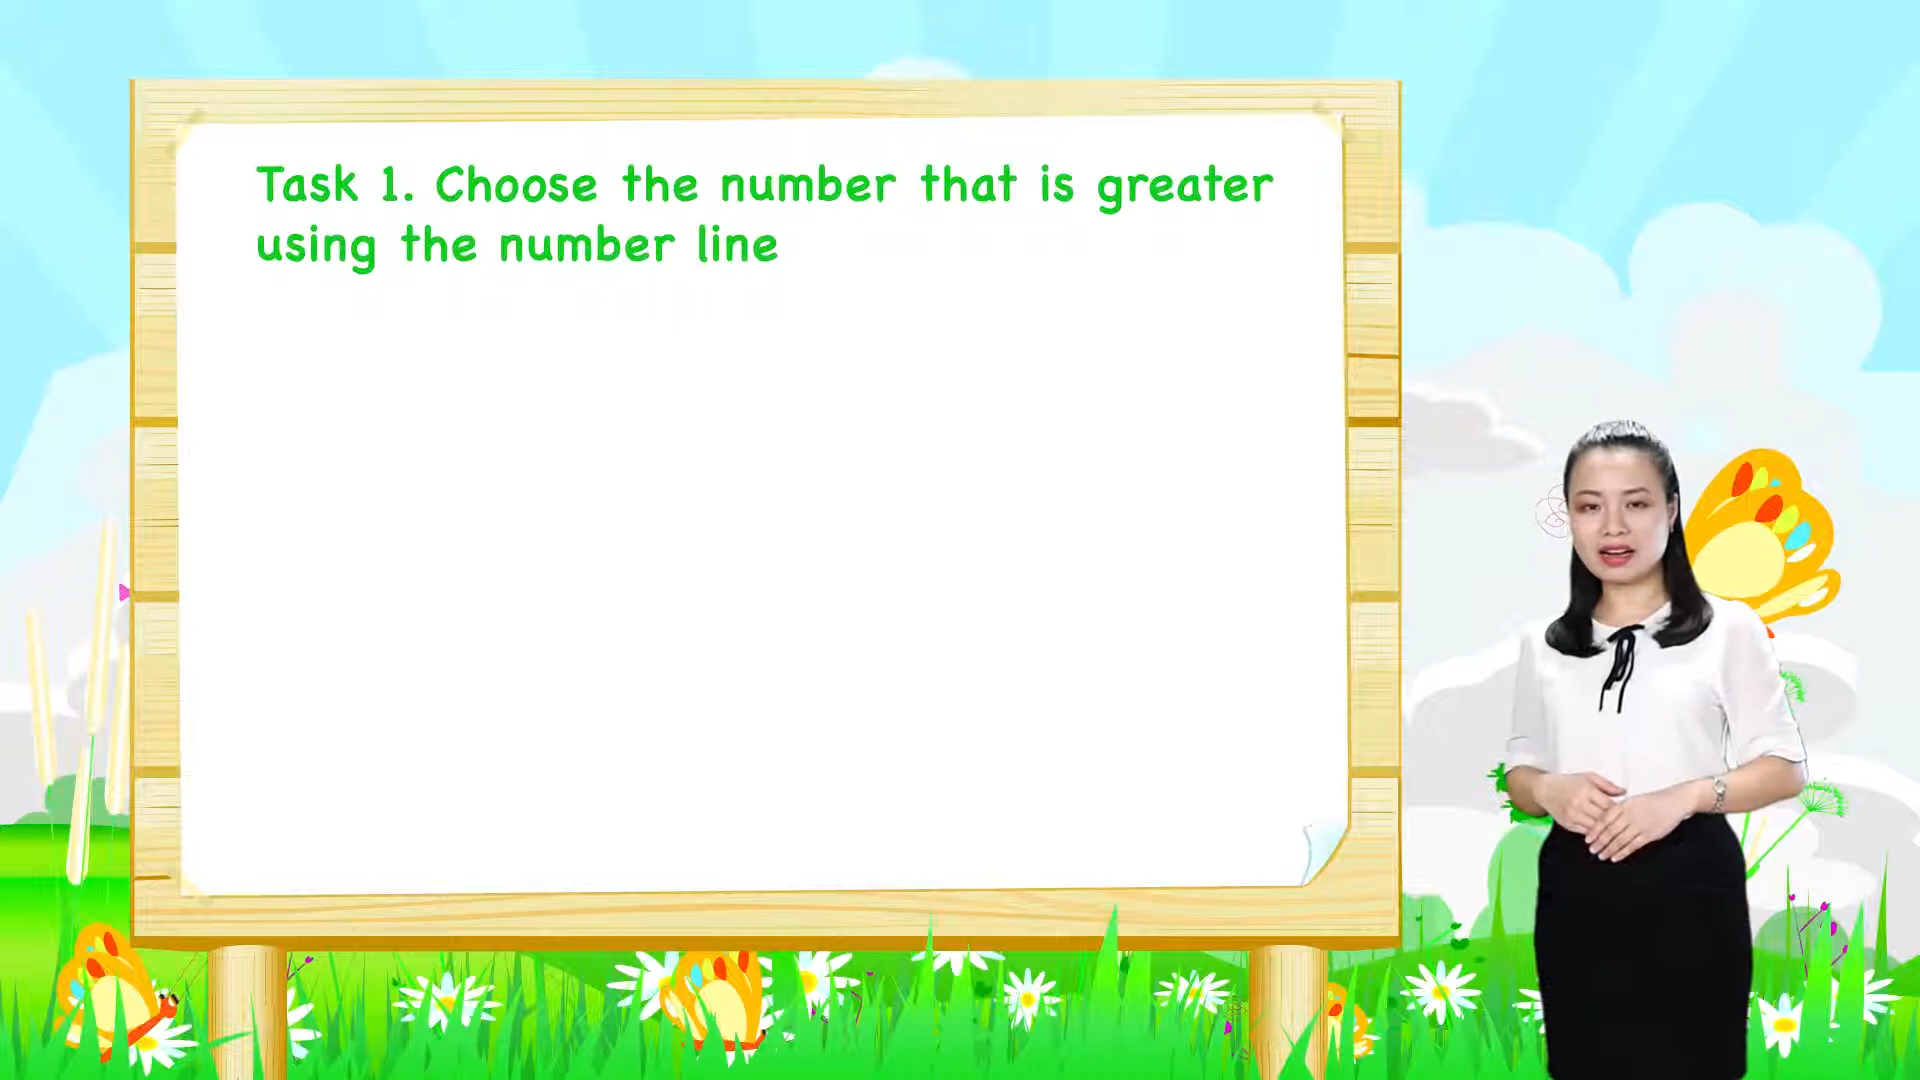 Task 1. Choose the number that is greater
using the number line